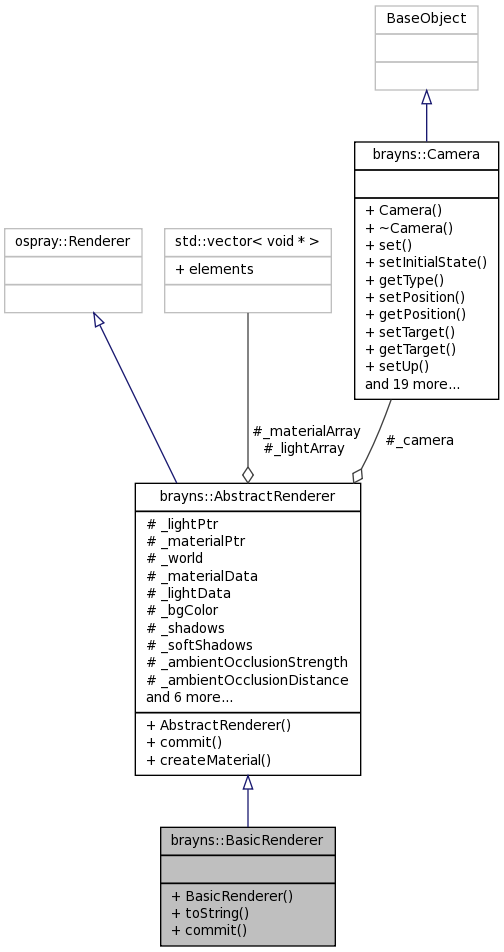 BaseObject
brayns::Camera
+ Camera()
+ ~Camera()
+ set()
+ setInitialState()
+ getType()
+ setPosition()
+ getPosition()
+ setTarget()
+ getTarget()
+ setUp()
and 19 more...
ospray::Renderer
std::vector< void * >
+ elements
#_materialArray
#_lightArray
#_camera
brayns::AbstractRenderer
# _lightPtr
# _materialPtr
# _world
# _materialData
# _lightData
# _bgColor
# _shadows
# _softShadows
# _ambientOcclusionStrength
# _ambientOcclusionDistance
and 6 more...
+ AbstractRenderer()
+ commit()
+ createMaterial()
brayns::BasicRenderer
+ BasicRenderer()
+ toString()
+ commit()